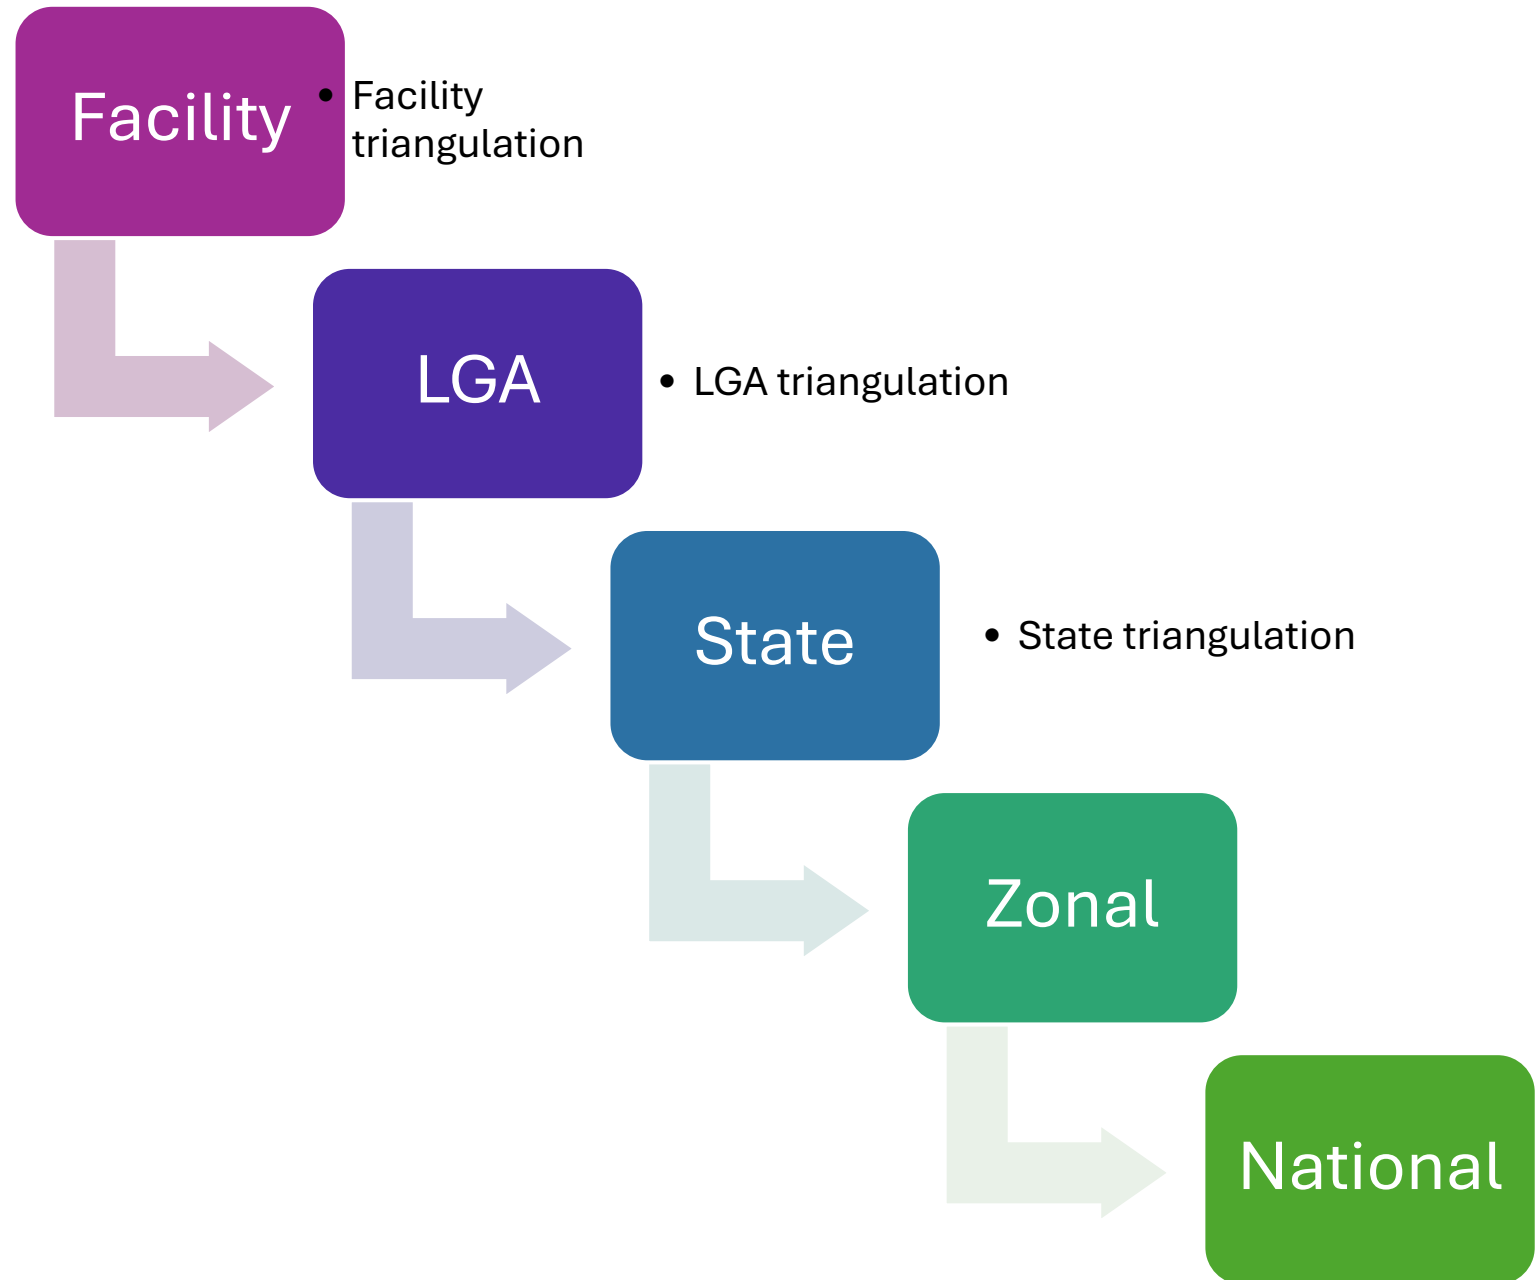 Facility
• Facility
triangulation
LGA
• LGA triangulation
State
• State triangulation
Zonal
National